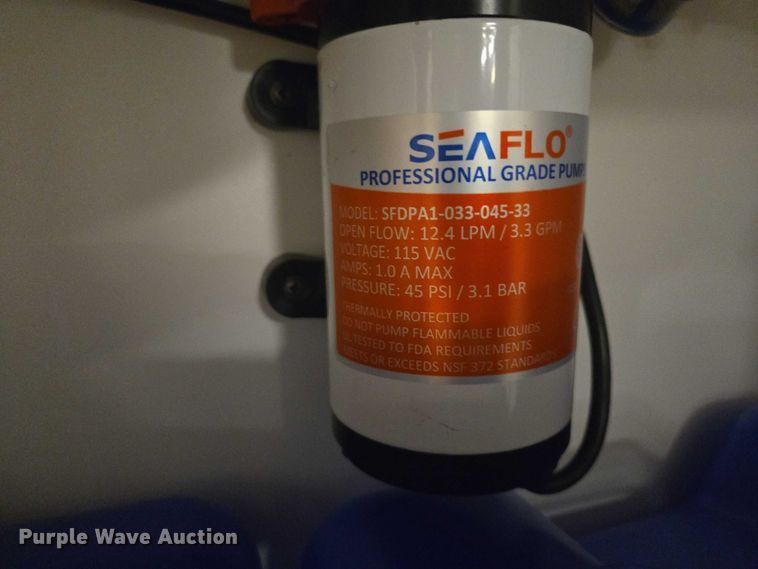 SEAFLO®
PROFESSIONAL GRADE PUMPS
MODEL: SFDPA1-033-045-33
OPEN FLOW: 12.4 LPM / 3.3 GPM
VOLTAGE: 115 VAC
AMPS: 1.0 A MAX
PRESSURE: 45 PSI / 3.1 BAR
THERMALLY PROTECTED
DO NOT PUMP FLAMMABLE LIQUIDS
UL TESTED TO FDA REQUIREMENTS
MEETS OR EXCEEDS NSF 372 STANDARDS
Purple Wave Auction